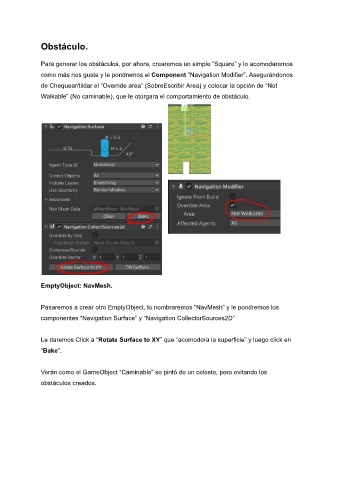 Obstáculo.
Para generar los obstáculos, por ahora, crearemos un simple "Square" y lo acomodaremos
como más nos guste y le pondremos el Component "Navigation Modifier". Asegurándonos
de Chequear/tildar el "Override area" (SobreEscribir Area) y colocar la opción de "Not
Walkable" (No caminable), que le otorgara el comportamiento de obstáculo.
Navigation Surface
R = 0.5
0.75
H = 2
45°
Agent Type ID Humanoid
Collect Objects All
Include Layers Everything
Use Geometry Render Meshes
Advanced
Nav Mesh Data
Clear Bake
Navigation CollectSources2d
Override By Grid
Use Mesh Prefab None (Game Object)
Compress Bounds
Override Vector X 1 Y 1 Z 1
Rotate Surface to XY Tilt Surface
Navigation Modifier
Ignore From Build
Override Area
Area Not Walkable
Affected Agents All
EmptyObject: NavMesh.
Pasaremos a crear otro EmptyObject, lo nombraremos "NavMesh" y le pondremos los
componentes "Navigation Surface" y "Navigation CollectorSources2D"
Le daremos Click a "Rotate Surface to XY" que "acomodora la superficie" y luego click en
"Bake".
Verán como el GameObject "Caminable" se pintó de un celeste, pero evitando los
obstáculos creados.